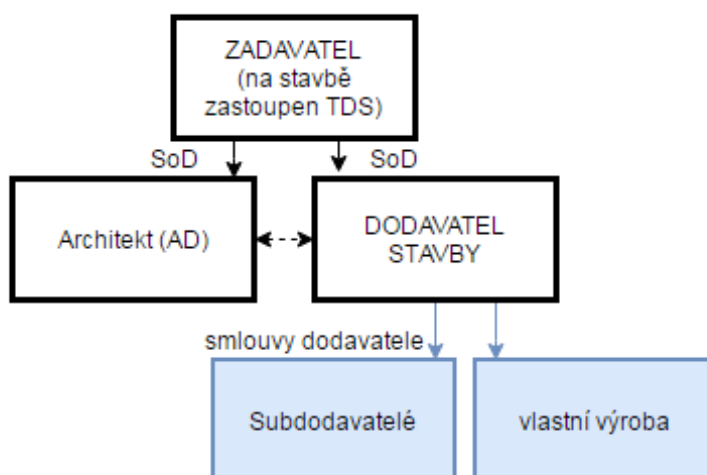 ZADAVATEL
(na stavbě
zastoupen TDS)
SoD
SoD
Architekt (AD)
DODAVATEL
STAVBY
smlouvy dodavatele
Subdodavatelé
vlastní výroba